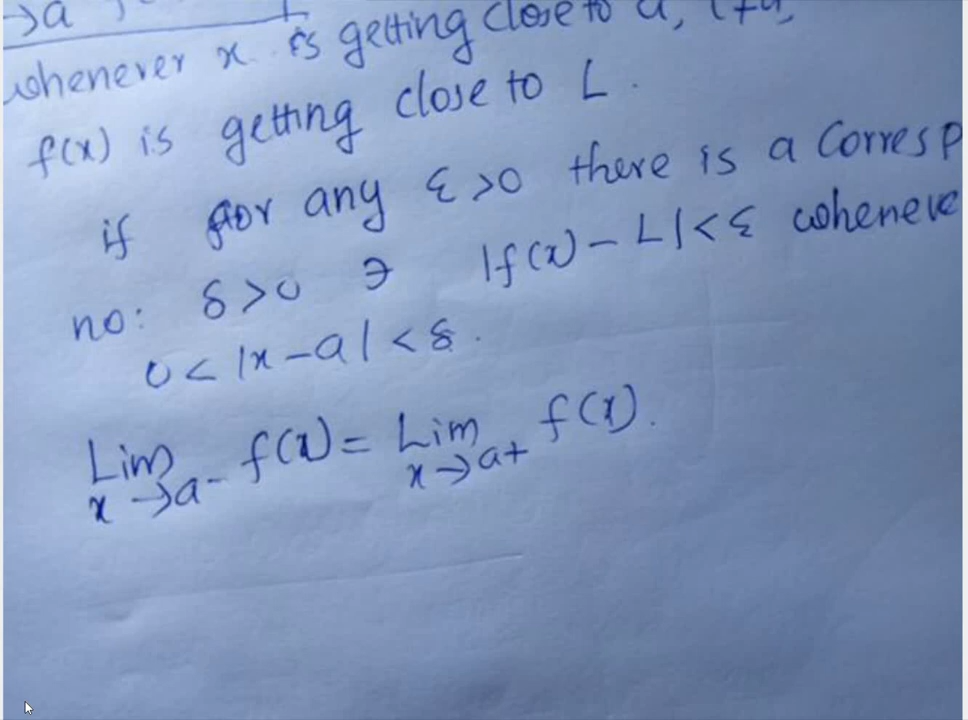 →a
whenever x is getting close to a, (≠a,
f(x) is getting close to L.
if for any ε>0 there is a Corresp
no: δ>0 ∋ |f(x)-L|<ε wheneve
0<|x-a|<δ.
Lim x→a- f(x) = Lim x→a+ f(x).